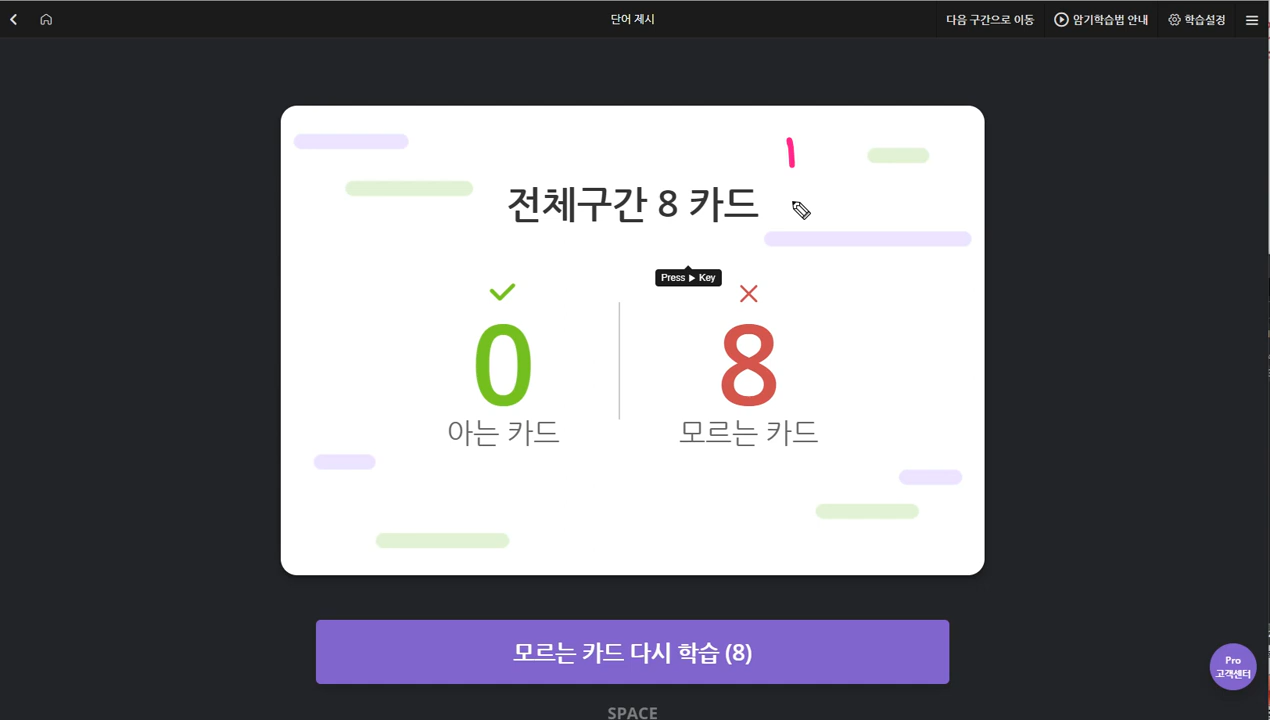 단어 제시
다음 구간으로 이동
암기학습법 안내
학습설정
1
전체구간 8 카드
Press ▶ Key
0
아는 카드
8
모르는 카드
모르는 카드 다시 학습 (8)
Pro
고객센터
SPACE